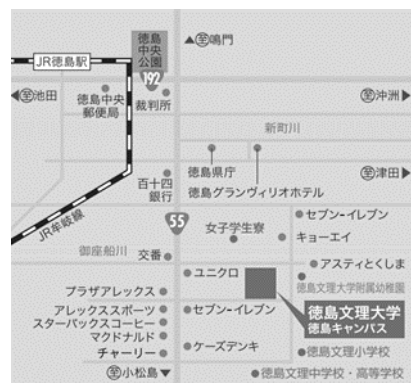 徳島
中央
公園
▲㊤鳴門
JR徳島駅
192
◀㊤池田
徳島中央
郵便局
裁判所
㊤沖洲▶
新町川
徳島県庁
㊤津田▶
百十四
銀行
徳島グランヴィリオホテル
JR牟岐線
55
女子学生寮
セブン-イレブン
キョーエイ
御座船川
交番
ユニクロ
アスティとくしま
徳島文理大学附属幼稚園
プラザアレックス
アレックススポーツ
セブン-イレブン
徳島文理大学
徳島キャンパス
スターバックスコーヒー
マクドナルド
チャーリー
ケーズデンキ
徳島文理小学校
㊤小松島▼
徳島文理中学校・高等学校